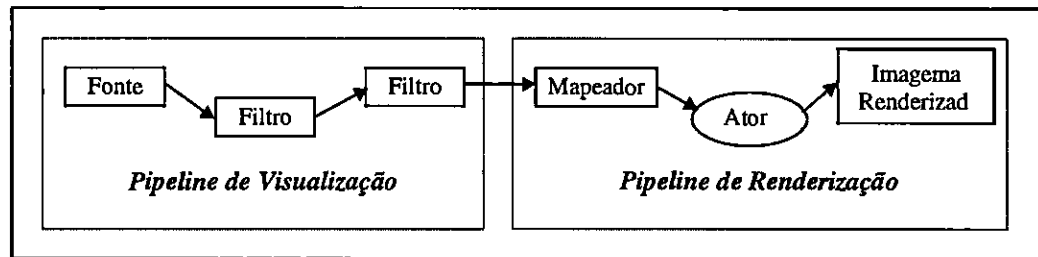 Fonte
Filtro
Filtro
Mapeador
Ator
Imagema
Renderizad
Pipeline de Visualização
Pipeline de Renderização